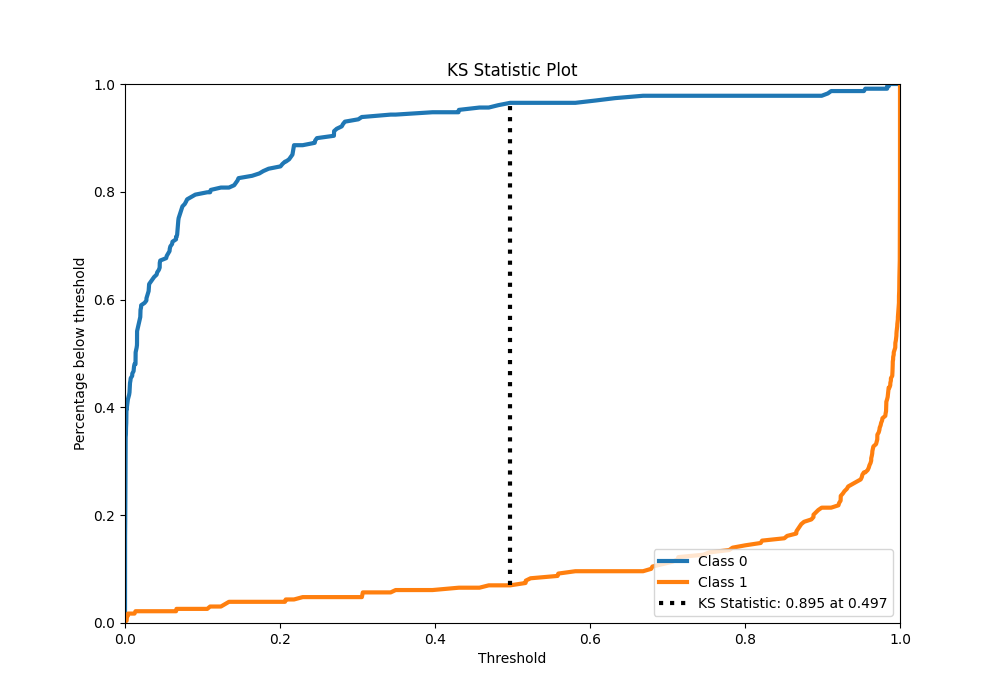 KS Statistic Plot
1.0
0.8
0.6
0.4
0.2
0.0
Percentage below threshold
0.0 0.2 0.4 0.6 0.8 1.0
Threshold
Class 0
Class 1
KS Statistic: 0.895 at 0.497